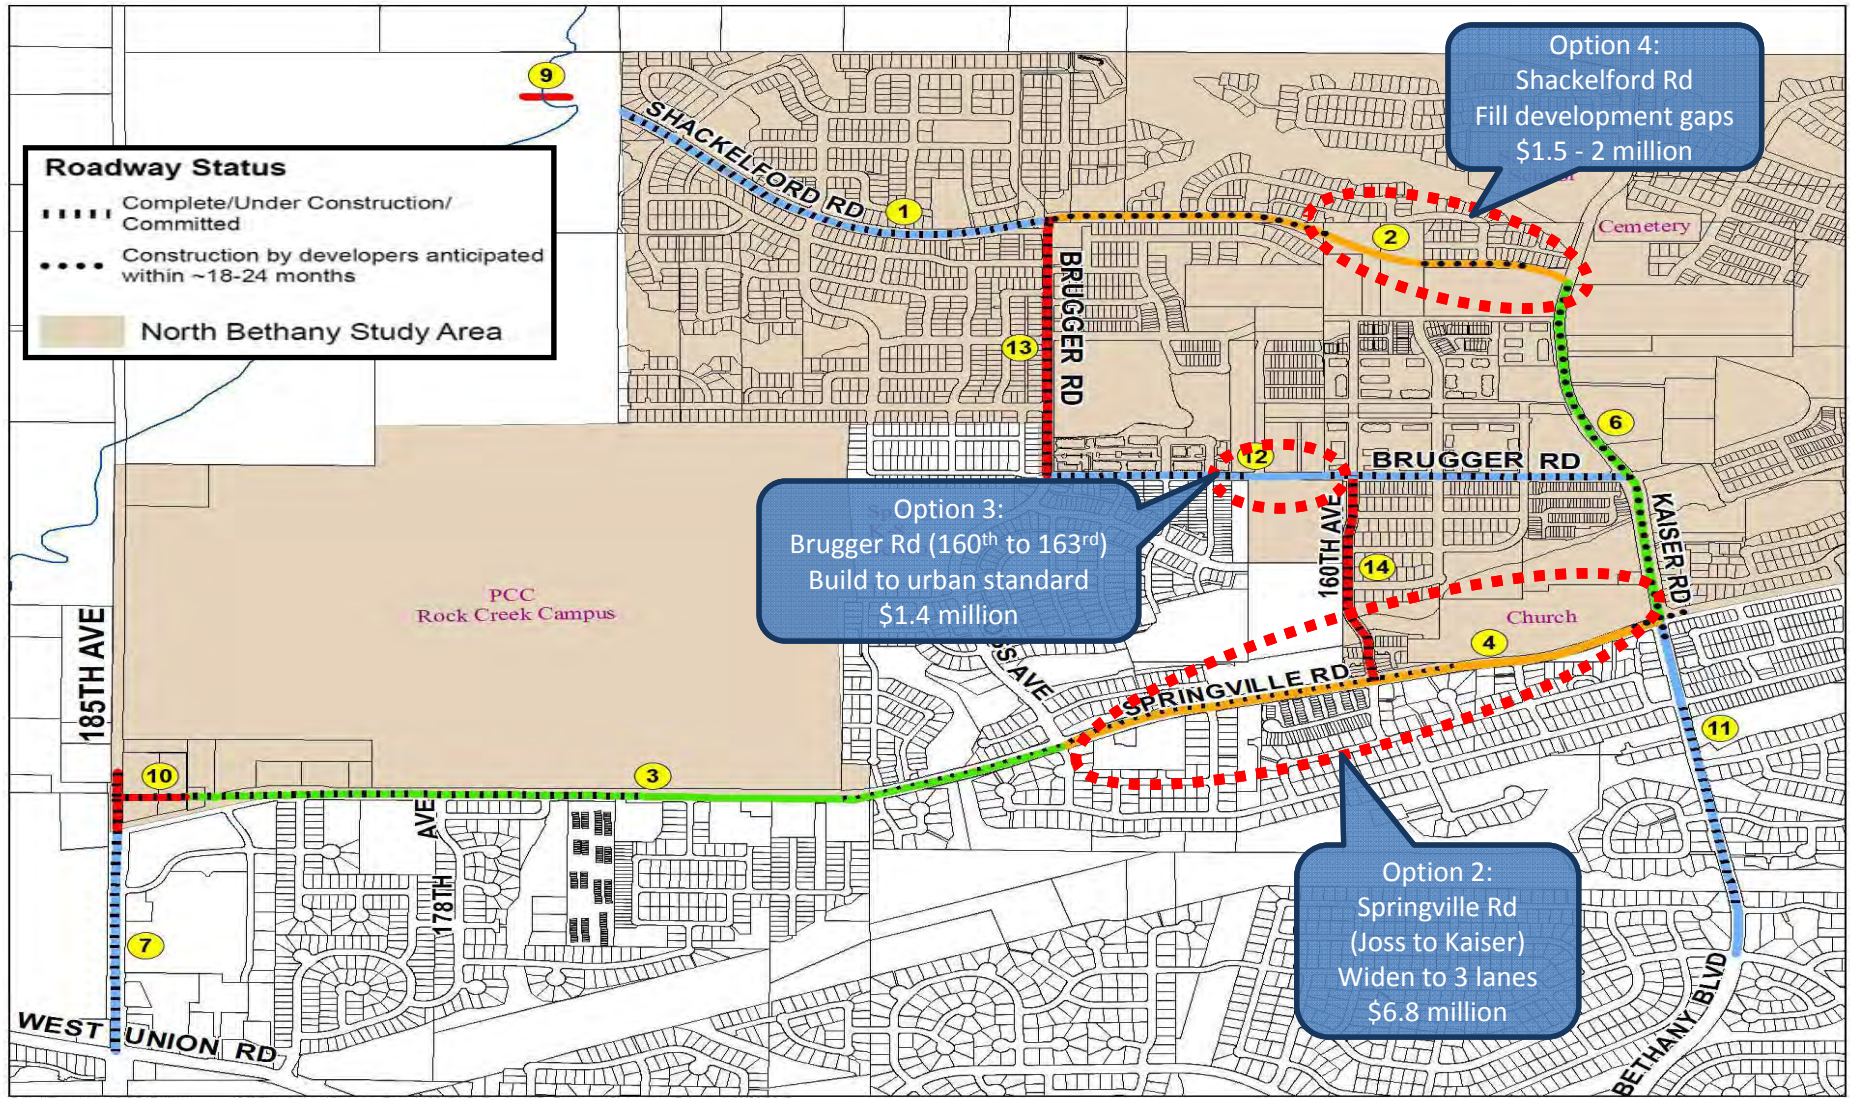 Option 4:
Shackelford Rd
Fill development gaps
$1.5 - 2 million
9
Roadway Status
Complete/Under Construction/
Committed
Construction by developers anticipated
within ~18-24 months
North Bethany Study Area
SHACKELFORD RD
1
2
Cemetery
BRUGGER RD
13
6
12
BRUGGER RD
Option 3:
Brugger Rd (160th to 163rd)
Build to urban standard
$1.4 million
160TH AVE
14
KAISER RD
PCC
Rock Creek Campus
Church
4
185TH AVE
AVE
SPRINGVILLE RD
11
10
3
178TH AVE
Option 2:
Springville Rd
(Joss to Kaiser)
Widen to 3 lanes
$6.8 million
7
WEST UNION RD
BETHANY BLVD